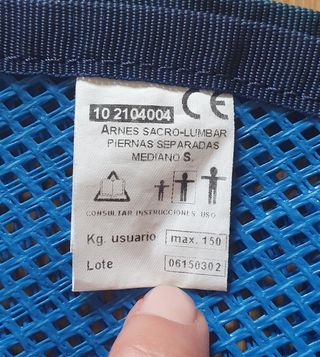 10 2104004 CE
ARNES SACRO-LUMBAR
PIERNAS SEPARADAS
MEDIANO S.
CONSULTAR INSTRUCCIONES USO
Kg. usuario max. 150
Lote 06150302